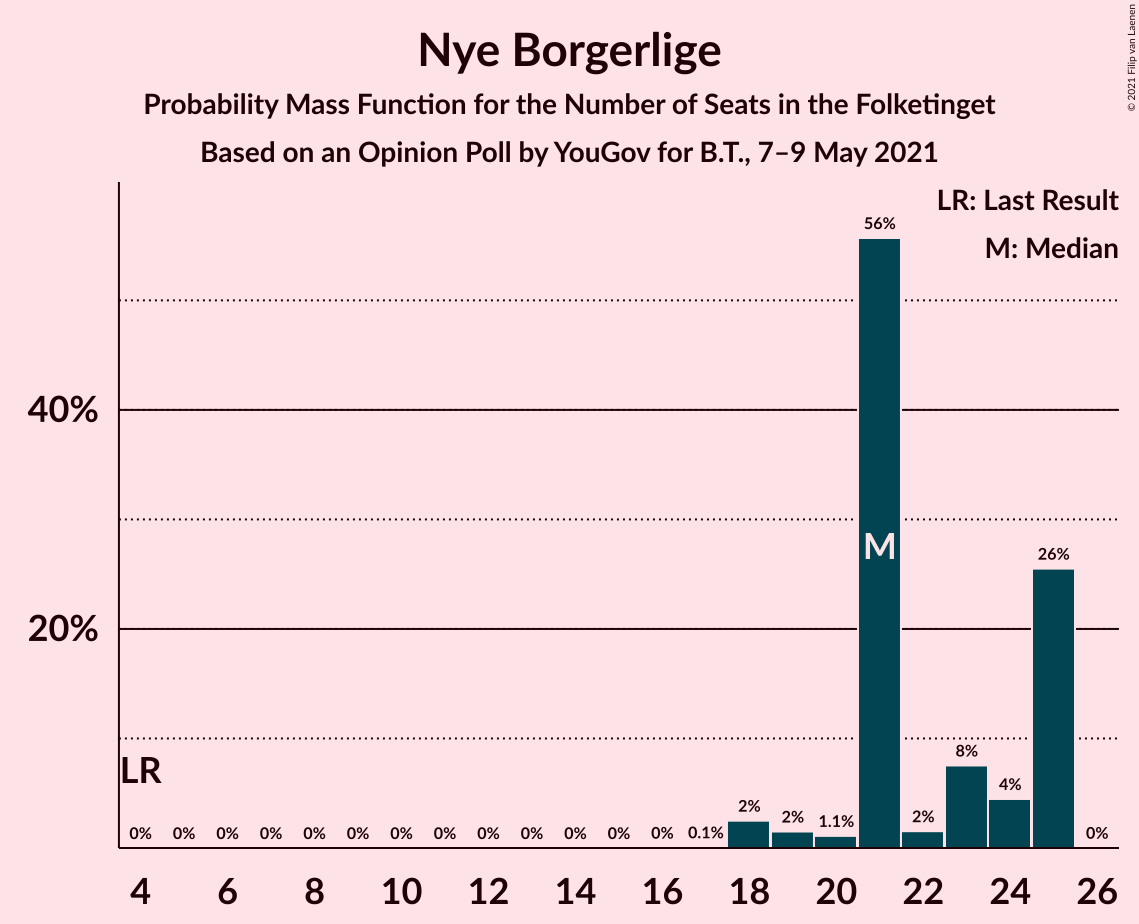 Nye Borgerlige
Probability Mass Function for the Number of Seats in the Folketinget
Based on an Opinion Poll by YouGov for B.T., 7–9 May 2021
© 2021 Filip van Laenen
LR: Last Result
M: Median
56%
40%
M
26%
20%
8%
LR
4%
2%
2%
1.1%
2%
0% 0% 0% 0% 0% 0% 0% 0% 0% 0% 0% 0% 0% 0.1% 0%
4 6 8 10 12 14 16 18 20 22 24 26